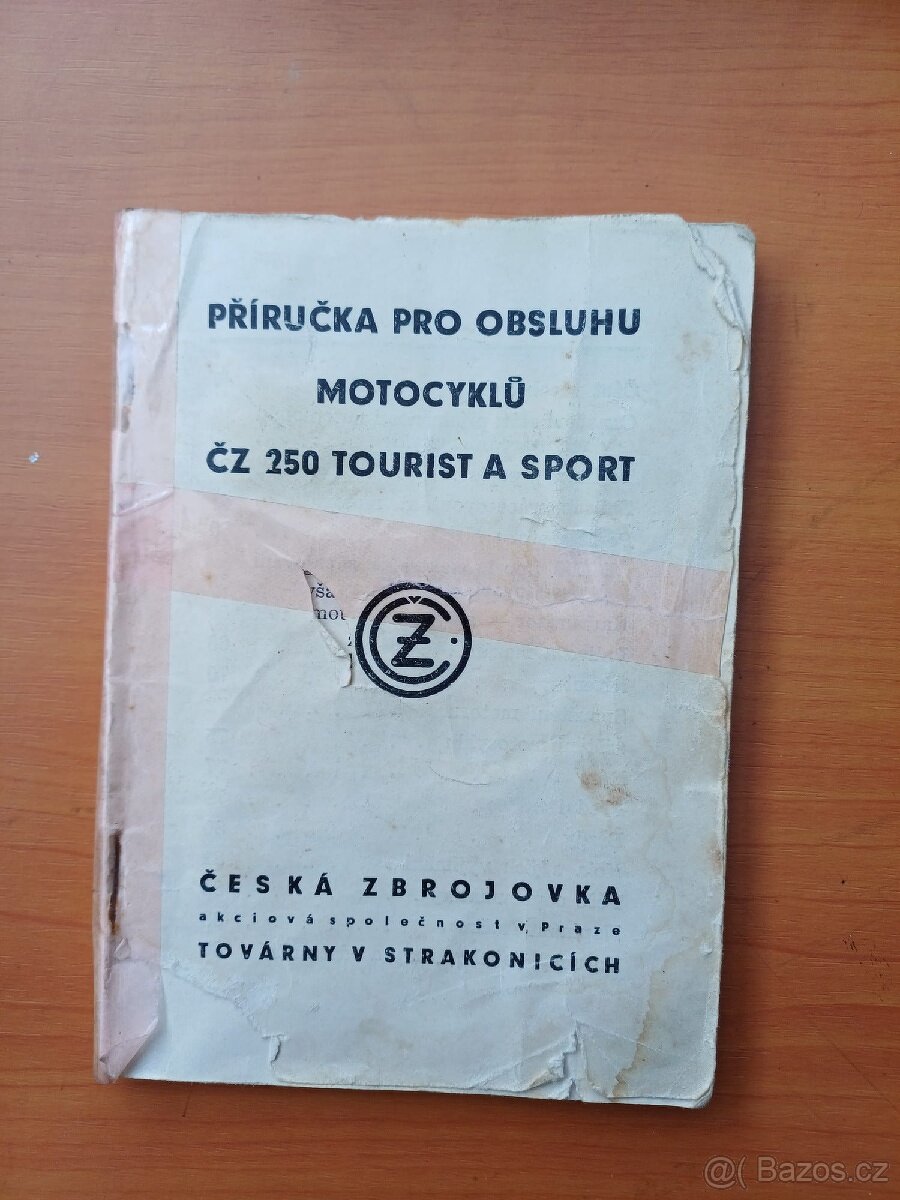 PŘÍRUČKA PRO OBSLUHU
MOTOCYKLŮ
ČZ 250 TOURIST A SPORT
ČZ
ČESKÁ ZBROJOVKA
akciová společnost v Praze
TOVÁRNY V STRAKONICÍCH
@( Bazos.cz